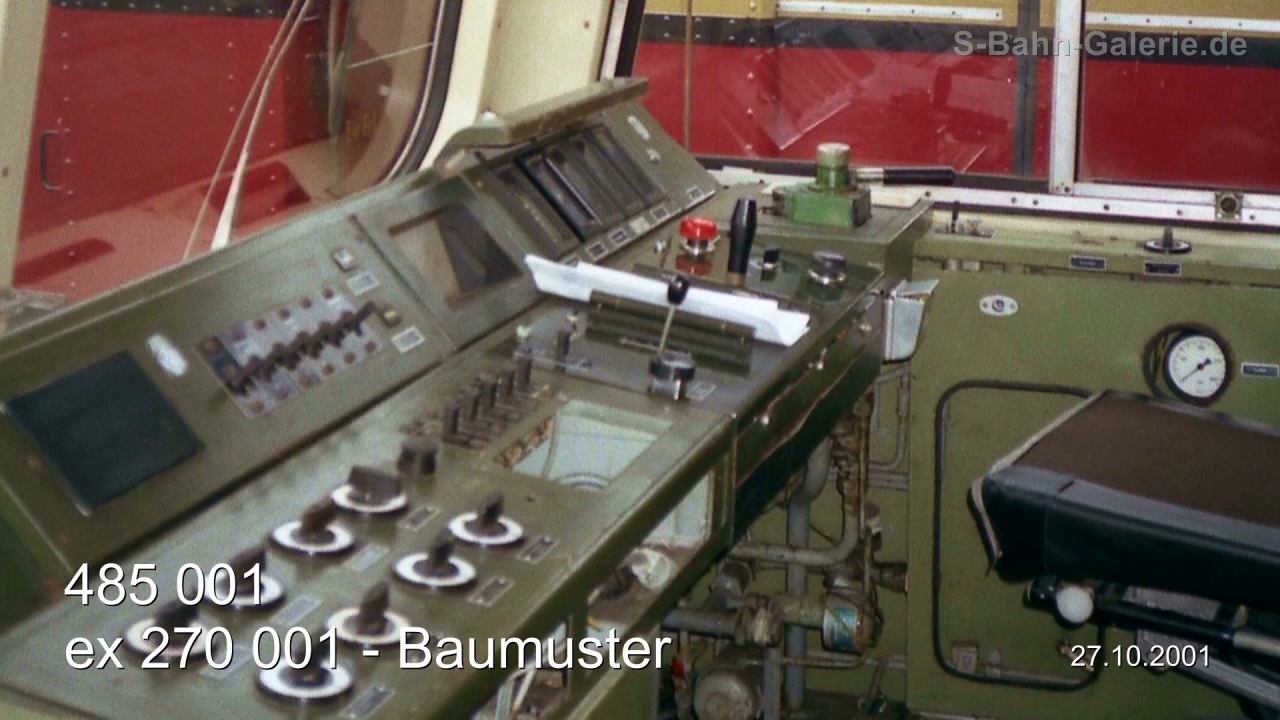 S-Bahn-Galerie.de
485 001
ex 270 001 - Baumuster
27.10.2001